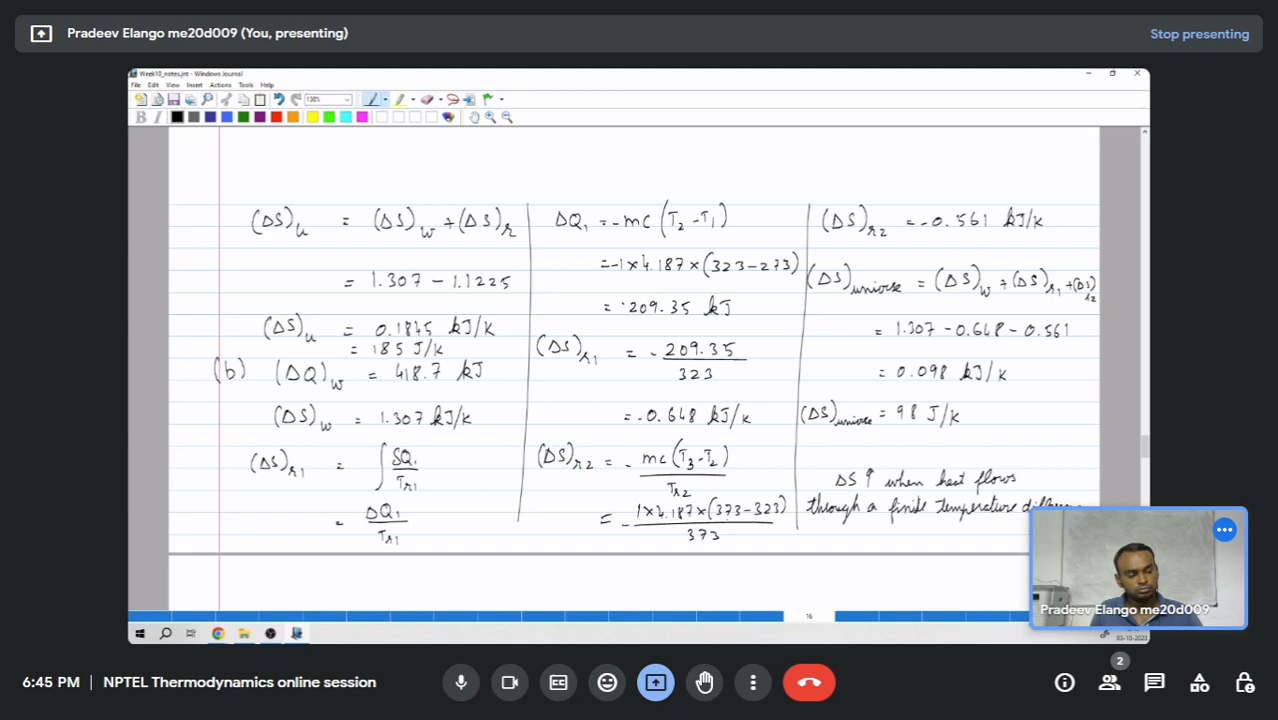 Pradeev Elango me20d009 (You, presenting)
Stop presenting
Week10_notes.jnt - Windows Journal
File Edit View Insert Actions Tools Help
130%
B I
(ΔS)u = (ΔS)w + (ΔS)r
= 1.307 - 1.1225
(ΔS)u = 0.1845 kJ/K
= 185 J/K
(b) (ΔQ)w = 418.7 kJ
(ΔS)w = 1.307 kJ/K
(ΔS)r1 = ∫ δQ1/Tr1
= ΔQ1/Tr1
ΔQ1 = -mc(T2-T1)
= -1×4.187×(323-273)
= -209.35 kJ
(ΔS)r1 = -209.35/323
= -0.648 kJ/K
(ΔS)r2 = -mc(T3-T2)/Tr2
= -1×4.187×(373-323)/373
(ΔS)r2 = -0.561 kJ/K
(ΔS)universe = (ΔS)w + (ΔS)r1 + (ΔS)r2
= 1.307 - 0.648 - 0.561
= 0.098 kJ/K
(ΔS)universe = 98 J/K
ΔS↑ when heat flows
through a finite temperature
16
Pradeev Elango me20d009
03-10-2023
6:45 PM | NPTEL Thermodynamics online session
2